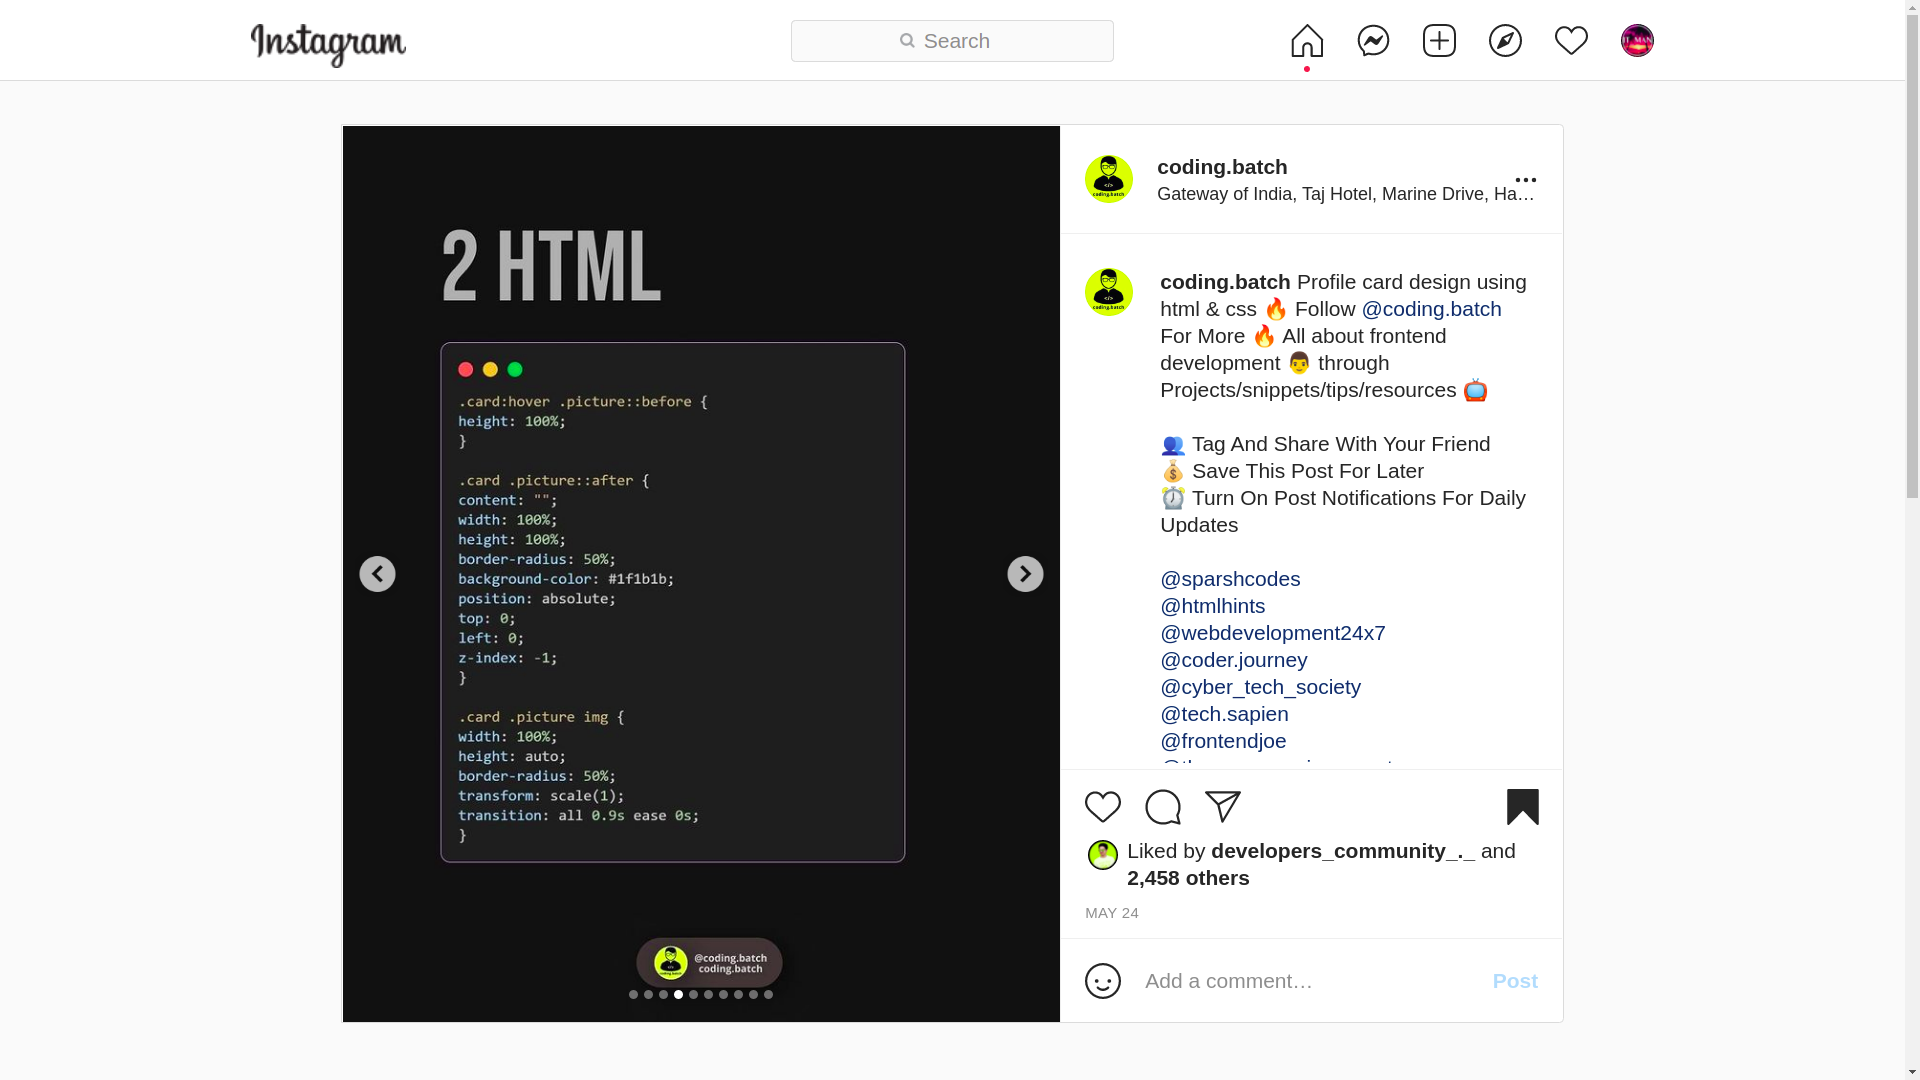 Instagram
Search
2 HTML
.card:hover .picture::before {
height: 100%;
}
.card .picture::after {
content: "";
width: 100%;
height: 100%;
border-radius: 50%;
background-color: #1f1b1b;
position: absolute;
top: 0;
left: 0;
z-index: -1;
}
.card .picture img {
width: 100%;
height: auto;
border-radius: 50%;
transform: scale(1);
transition: all 0.9s ease 0s;
}
@coding.batch
coding.batch
coding.batch
Gateway of India, Taj Hotel, Marine Drive, Ha…
coding.batch Profile card design using
html & css 🔥 Follow @coding.batch
For More 🔥 All about frontend
development 👨 through
Projects/snippets/tips/resources 📺
👥 Tag And Share With Your Friend
💰 Save This Post For Later
⏰ Turn On Post Notifications For Daily
Updates
@sparshcodes
@htmlhints
@webdevelopment24x7
@coder.journey
@cyber_tech_society
@tech.sapien
@frontendjoe
Liked by developers_community_._ and
2,458 others
MAY 24
Add a comment…
Post